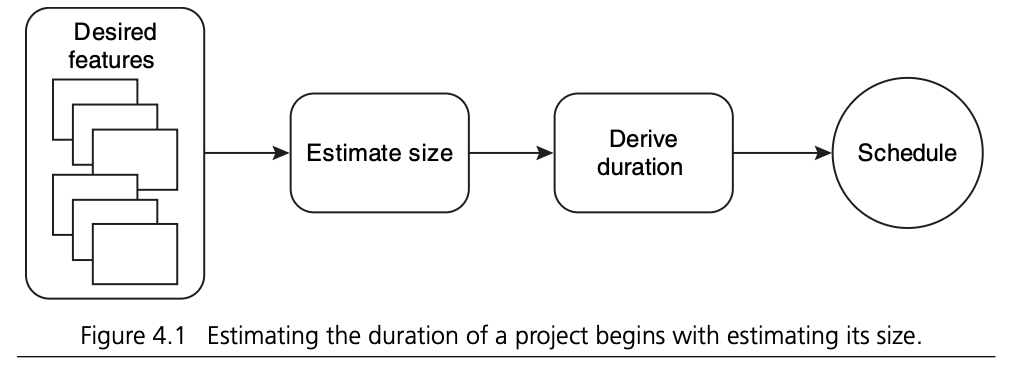 Desired
features
Estimate size
Derive
duration
Schedule
Figure 4.1 Estimating the duration of a project begins with estimating its size.